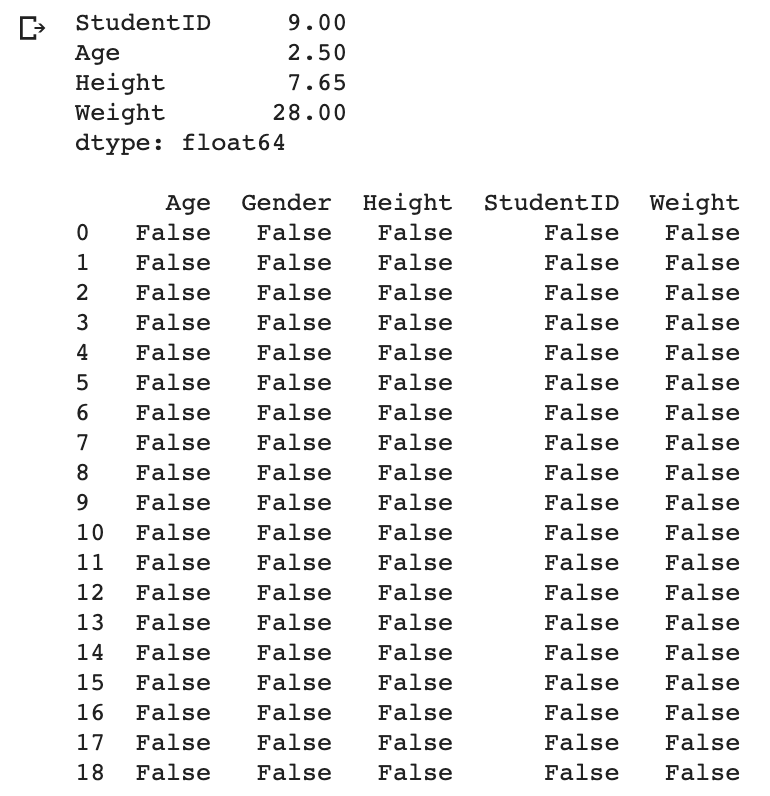 StudentID 9.00
Age 2.50
Height 7.65
Weight 28.00
dtype: float64
Age Gender Height StudentID Weight
0 False False False False False
1 False False False False False
2 False False False False False
3 False False False False False
4 False False False False False
5 False False False False False
6 False False False False False
7 False False False False False
8 False False False False False
9 False False False False False
10 False False False False False
11 False False False False False
12 False False False False False
13 False False False False False
14 False False False False False
15 False False False False False
16 False False False False False
17 False False False False False
18 False False False False False